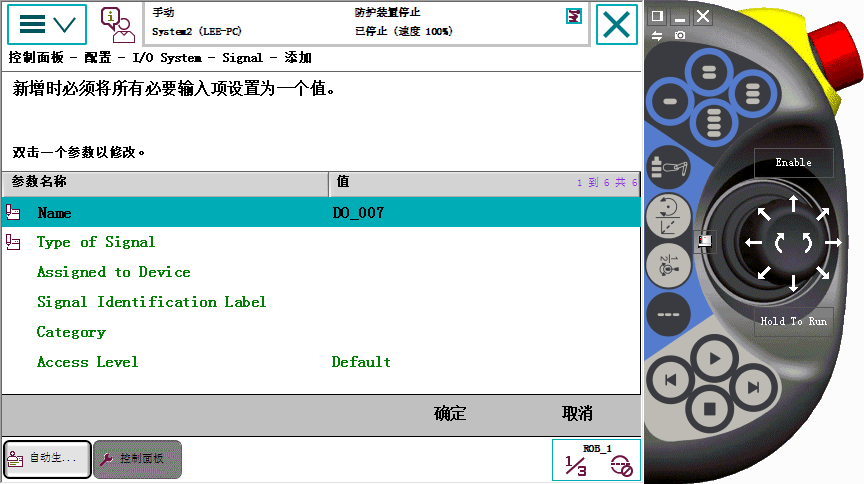 手动
System2 (LEE-PC)
防护装置停止
已停止 (速度 100%)
控制面板 - 配置 - I/O System - Signal - 添加
新增时必须将所有必要输入项设置为一个值。
双击一个参数以修改。
参数名称 值 1 到 6 共 6
Name DO_007
Type of Signal
Assigned to Device
Signal Identification Label
Category
Access Level Default
确定 取消
自动生... 控制面板
ROB_1
1/3
Enable
Hold To Run